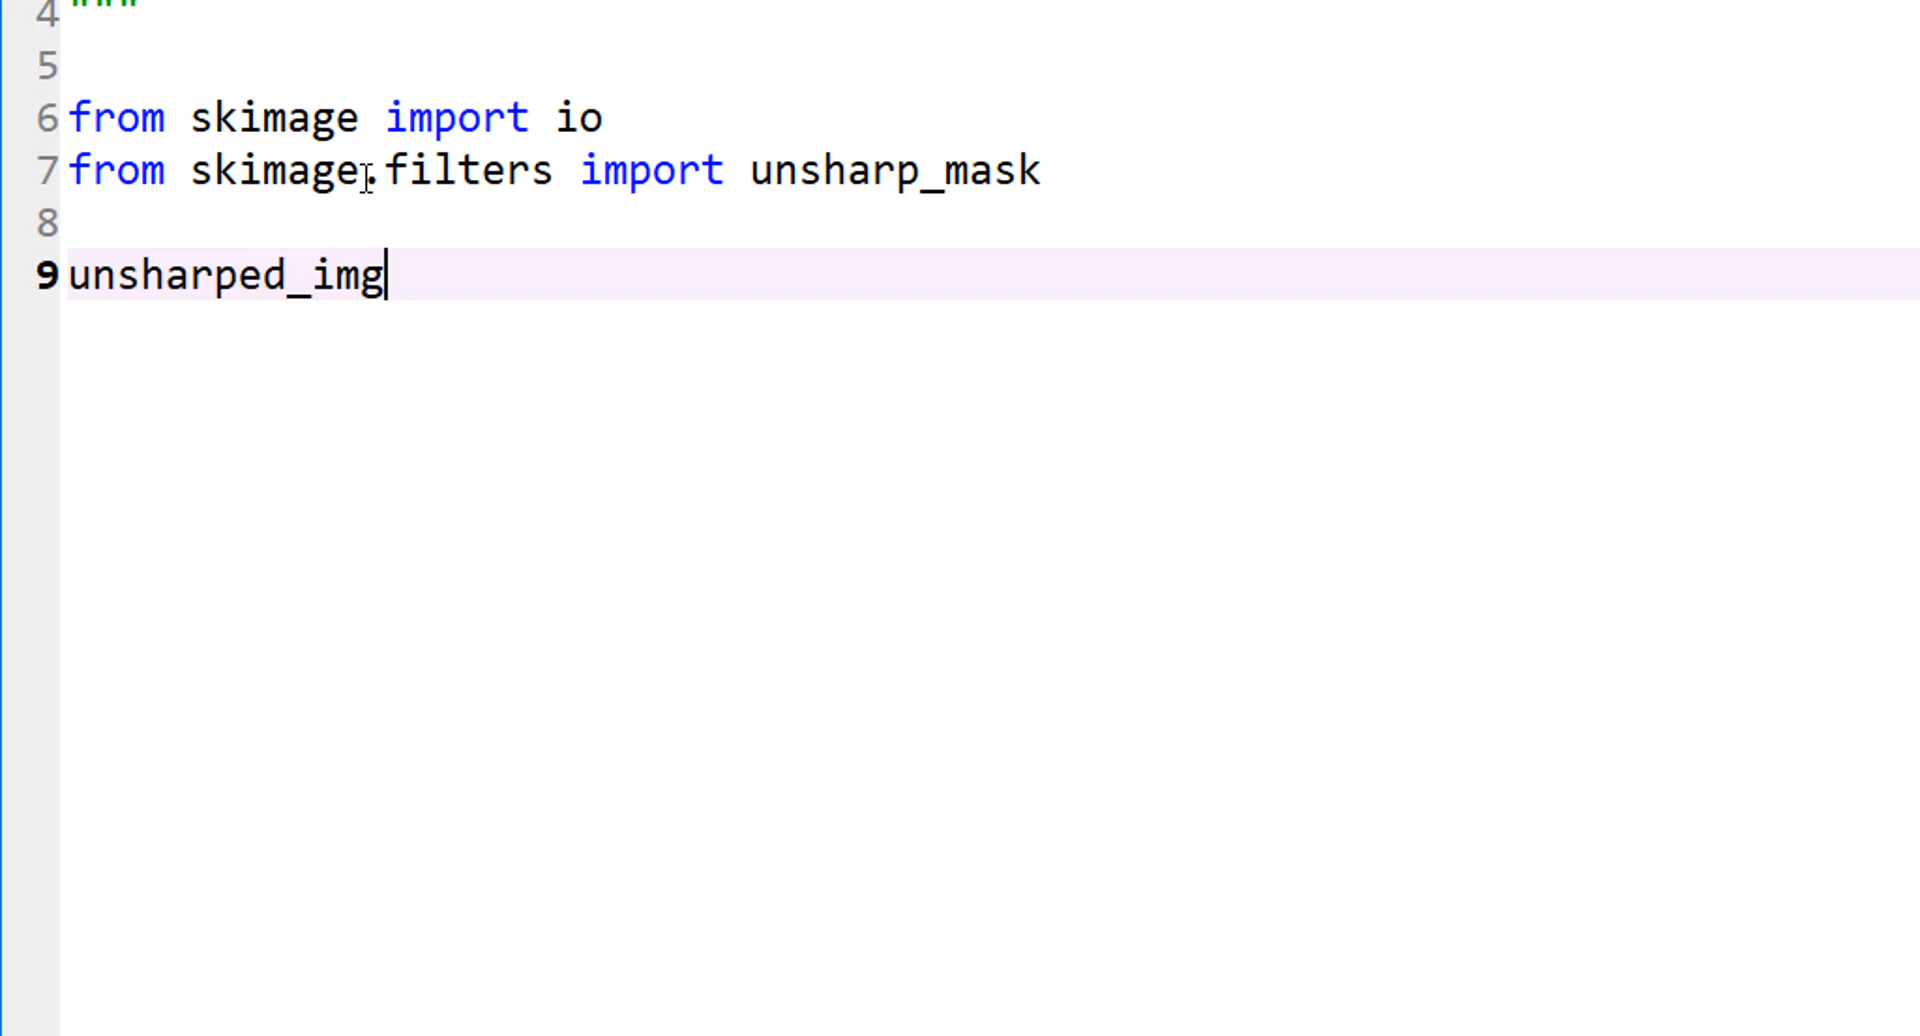 4 """
5
6 from skimage import io
7 from skimage.filters import unsharp_mask
8
9 unsharped_img